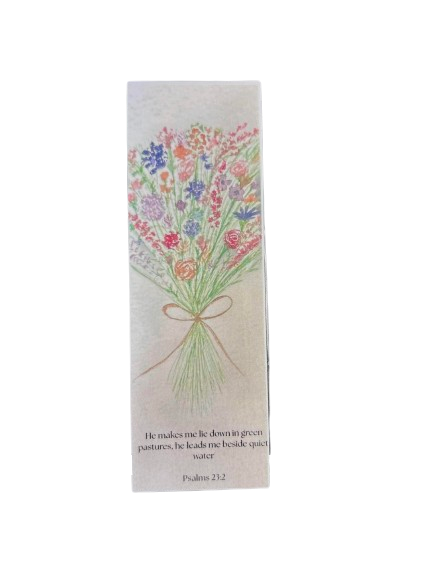 He makes me lie down in green
pastures, he leads me beside quiet
water
Psalms 23:2